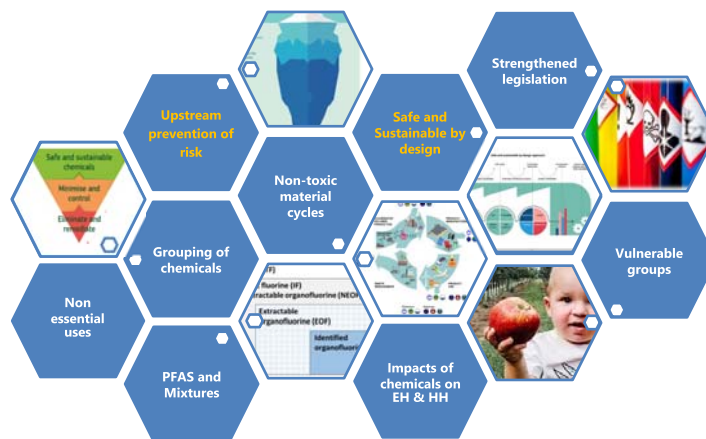 Strengthened
legislation
Upstream
prevention of
risk
Safe and
Sustainable by
design
Safe and sustainable
chemicals
Minimise and
control
Eliminate and
remediate
Non-toxic
material
cycles
Grouping of
chemicals
Vulnerable
groups
Non
essential
uses
fluorine (IF)
ractable organofluorine (NEOF
Extractable
organofluorine (EOF)
Identified
organofluorin
PFAS and
Mixtures
Impacts of
chemicals on
EH & HH